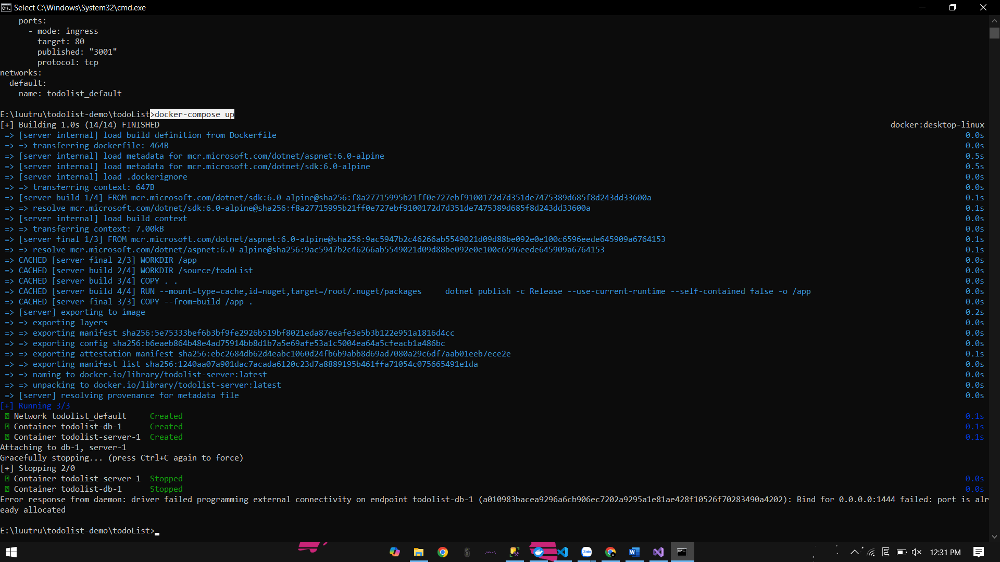 Select C:\Windows\System32\cmd.exe
ports:
- mode: ingress
target: 80
published: "3001"
protocol: tcp
networks:
default:
name: todolist_default
E:\luutru\todolist-demo\todoList>docker-compose up
[+] Building 1.0s (14/14) FINISHED docker:desktop-linux
=> [server internal] load build definition from Dockerfile 0.0s
=> => transferring dockerfile: 464B 0.0s
=> [server internal] load metadata for mcr.microsoft.com/dotnet/aspnet:6.0-alpine 0.5s
=> [server internal] load metadata for mcr.microsoft.com/dotnet/sdk:6.0-alpine 0.5s
=> [server internal] load .dockerignore 0.0s
=> => transferring context: 647B 0.0s
=> [server build 1/4] FROM mcr.microsoft.com/dotnet/sdk:6.0-alpine@sha256:f8a27715995b21ff0e727ebf9100172d7d351de7475389d685f8d243dd33600a 0.1s
=> => resolve mcr.microsoft.com/dotnet/sdk:6.0-alpine@sha256:f8a27715995b21ff0e727ebf9100172d7d351de7475389d685f8d243dd33600a 0.1s
=> [server internal] load build context 0.0s
=> => transferring context: 7.00kB 0.0s
=> [server final 1/3] FROM mcr.microsoft.com/dotnet/aspnet:6.0-alpine@sha256:9ac5947b2c46266ab5549021d09d88be092e0e100c6596eede645909a6764153 0.1s
=> => resolve mcr.microsoft.com/dotnet/aspnet:6.0-alpine@sha256:9ac5947b2c46266ab5549021d09d88be092e0e100c6596eede645909a6764153 0.1s
=> CACHED [server final 2/3] WORKDIR /app 0.0s
=> CACHED [server build 2/4] WORKDIR /source/todoList 0.0s
=> CACHED [server build 3/4] COPY . . 0.0s
=> CACHED [server build 4/4] RUN --mount=type=cache,id=nuget,target=/root/.nuget/packages     dotnet publish -c Release --use-current-runtime --self-contained false -o /app 0.0s
=> CACHED [server final 3/3] COPY --from=build /app . 0.0s
=> [server] exporting to image 0.2s
=> => exporting layers 0.0s
=> => exporting manifest sha256:5e75333bef6b3bf9fe2926b519bf8021eda87eeafe3e5b3b122e951a1816d4cc 0.0s
=> => exporting config sha256:b6eaeb864b48e4ad75914bb8d1b7a5e69afe53a1c5004ea64a5cfeacb1a486bc 0.0s
=> => exporting attestation manifest sha256:ebc2684db62d4eabc1060d24fb6b9abb8d69ad7080a29c6df7aab01eeb7ece2e 0.1s
=> => exporting manifest list sha256:1240aa07a901dac7acada6120c23d7a8889195b461ffa71054c075665491e1da 0.0s
=> => naming to docker.io/library/todolist-server:latest 0.0s
=> => unpacking to docker.io/library/todolist-server:latest 0.0s
=> [server] resolving provenance for metadata file 0.0s
[+] Running 3/3
Network todolist_default Created 0.1s
Container todolist-db-1 Created 0.1s
Container todolist-server-1 Created 0.1s
Attaching to db-1, server-1
Gracefully stopping... (press Ctrl+C again to force)
[+] Stopping 2/0
Container todolist-server-1 Stopped 0.0s
Container todolist-db-1 Stopped 0.0s
Error response from daemon: driver failed programming external connectivity on endpoint todolist-db-1 (a010983bacea9296a6cb906ec7202a9295a1e81ae428f10526f70283490a4202): Bind for 0.0.0.0:1444 failed: port is alr
eady allocated
E:\luutru\todolist-demo\todoList>
12:31 PM